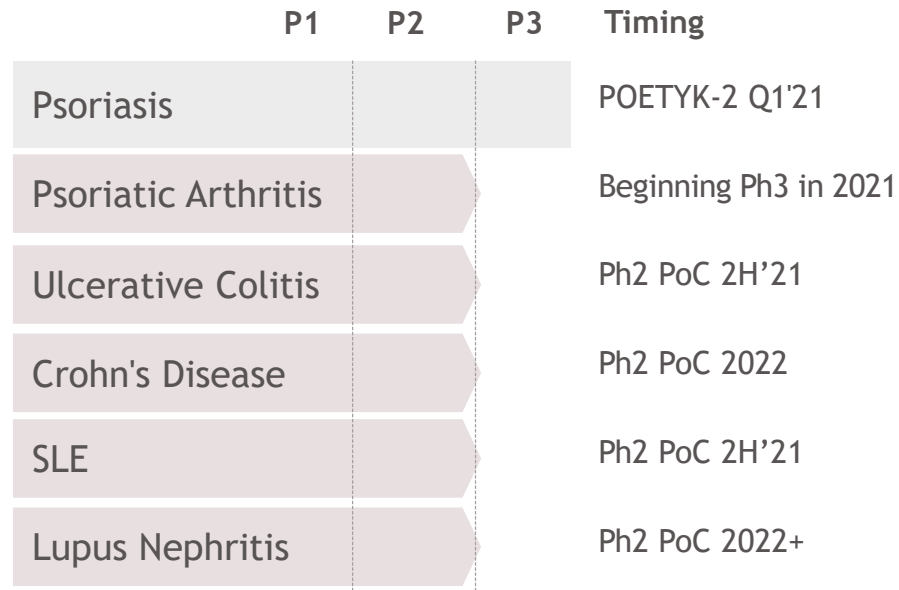 P1 P2 P3 Timing
Psoriasis POETYK-2 Q1'21
Psoriatic Arthritis Beginning Ph3 in 2021
Ulcerative Colitis Ph2 PoC 2H’21
Crohn's Disease Ph2 PoC 2022
SLE Ph2 PoC 2H’21
Lupus Nephritis Ph2 PoC 2022+